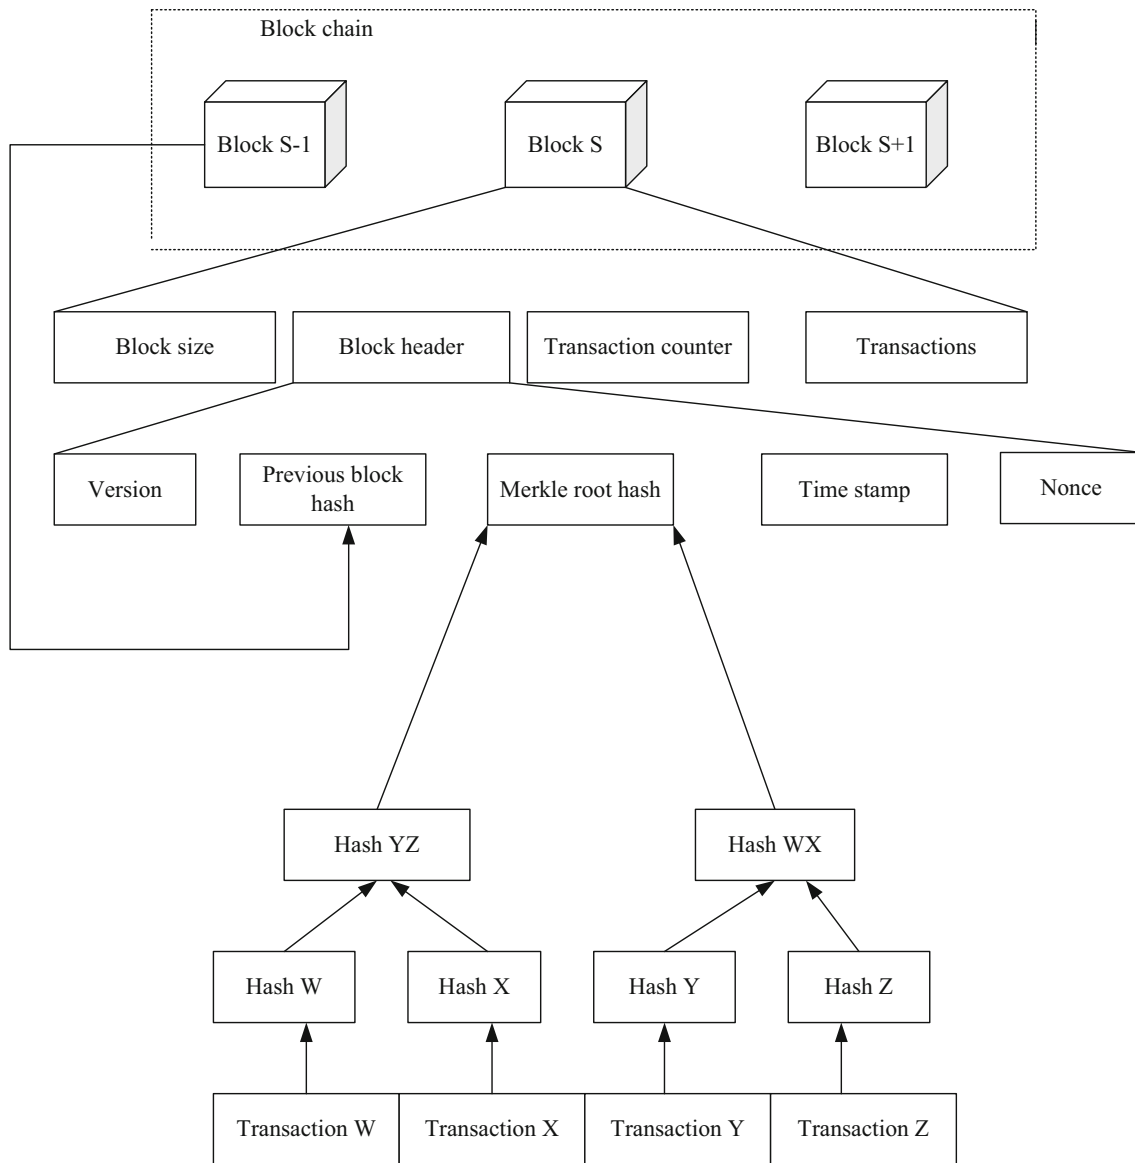 Block chain
Block S-1
Block S
Block S+1
Block size
Block header
Transaction counter
Transactions
Version
Previous block
hash
Merkle root hash
Time stamp
Nonce
Hash YZ
Hash WX
Hash W
Hash X
Hash Y
Hash Z
Transaction W
Transaction X
Transaction Y
Transaction Z